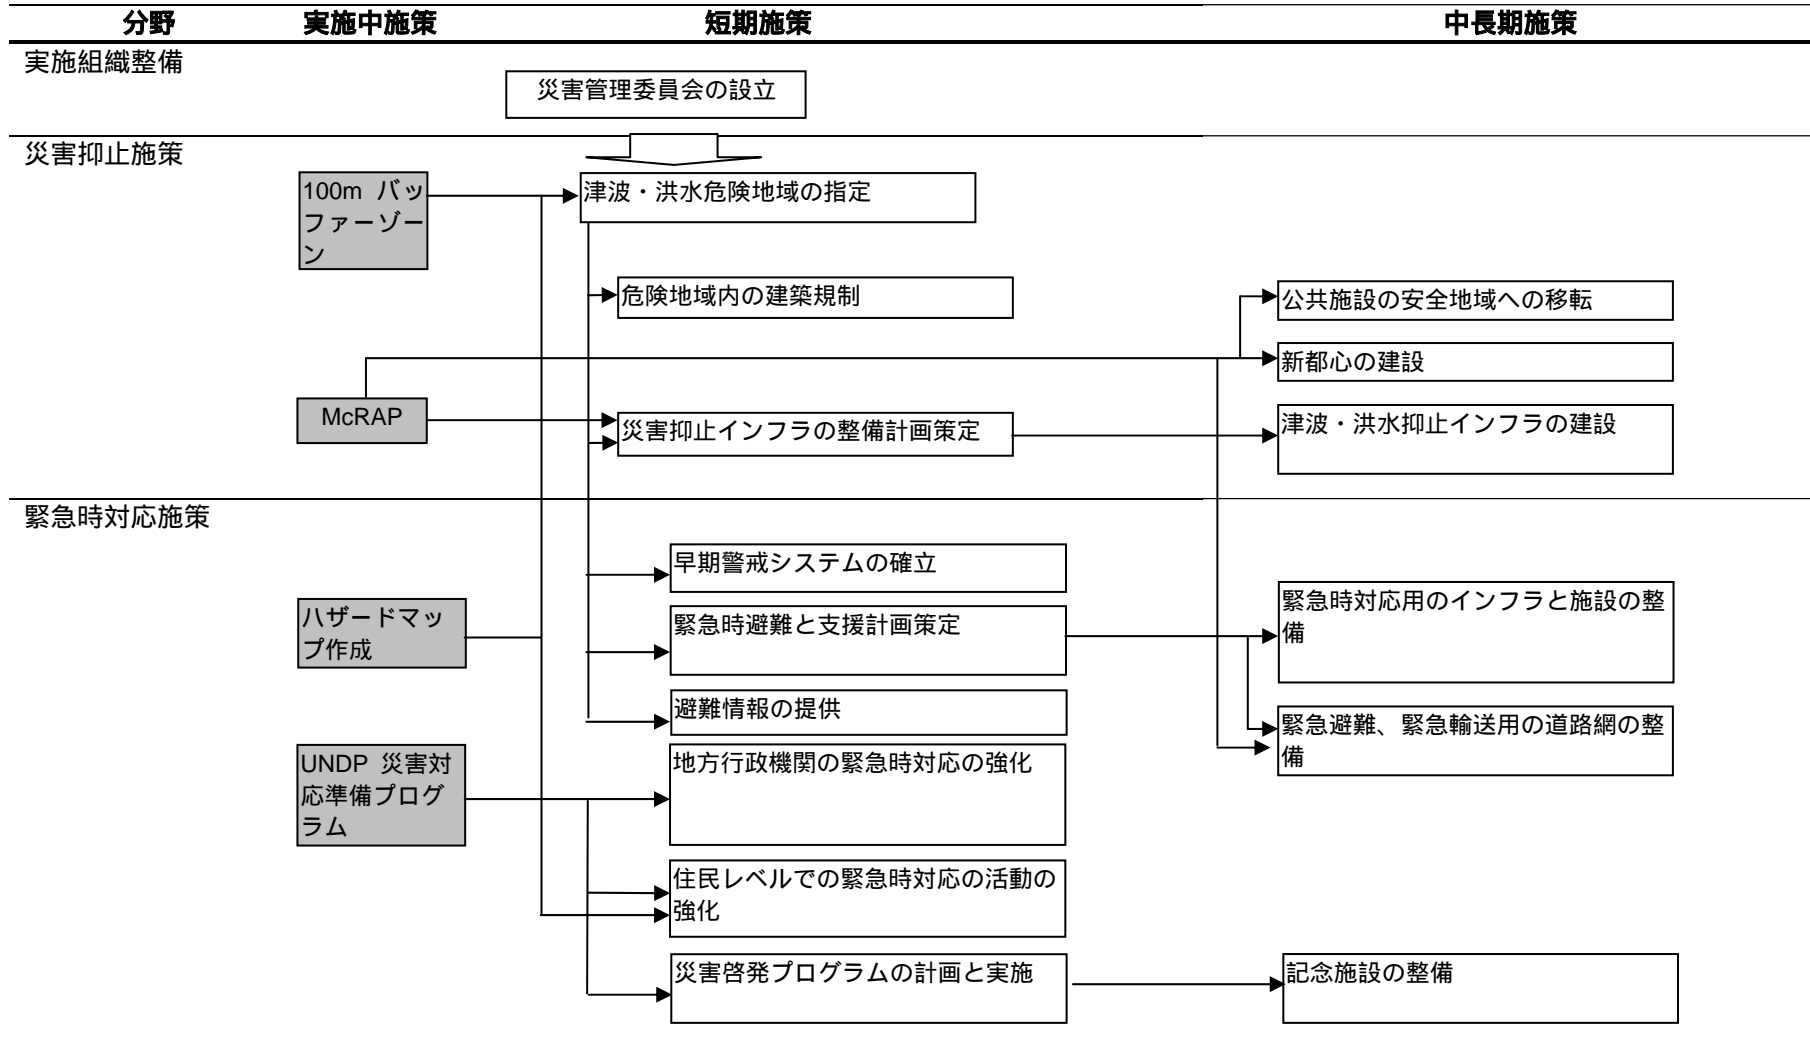 分野 実施中施策 短期施策 中長期施策
実施組織整備
災害管理委員会の設立
災害抑止施策
100m バッ
ファーゾー
ン
津波・洪水危険地域の指定
危険地域内の建築規制
公共施設の安全地域への移転
新都心の建設
McRAP
災害抑止インフラの整備計画策定
津波・洪水抑止インフラの建設
緊急時対応施策
早期警戒システムの確立
ハザードマッ
プ作成
緊急時避難と支援計画策定
緊急時対応用のインフラと施設の整
備
避難情報の提供
緊急避難、緊急輸送用の道路網の整
備
UNDP 災害対
応準備プログ
ラム
地方行政機関の緊急時対応の強化
住民レベルでの緊急時対応の活動の
強化
災害啓発プログラムの計画と実施
記念施設の整備